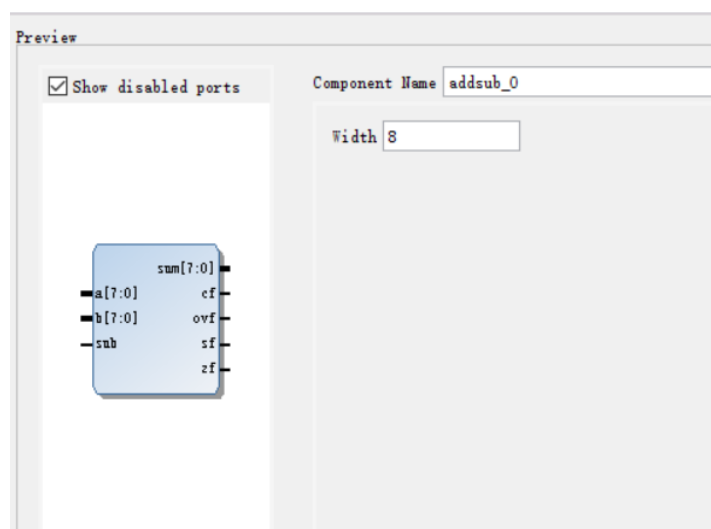 Preview
Show disabled ports
Component Name addsub_0
Width 8
sum[7:0]
a[7:0] cf
b[7:0] ovf
sub sf
zf